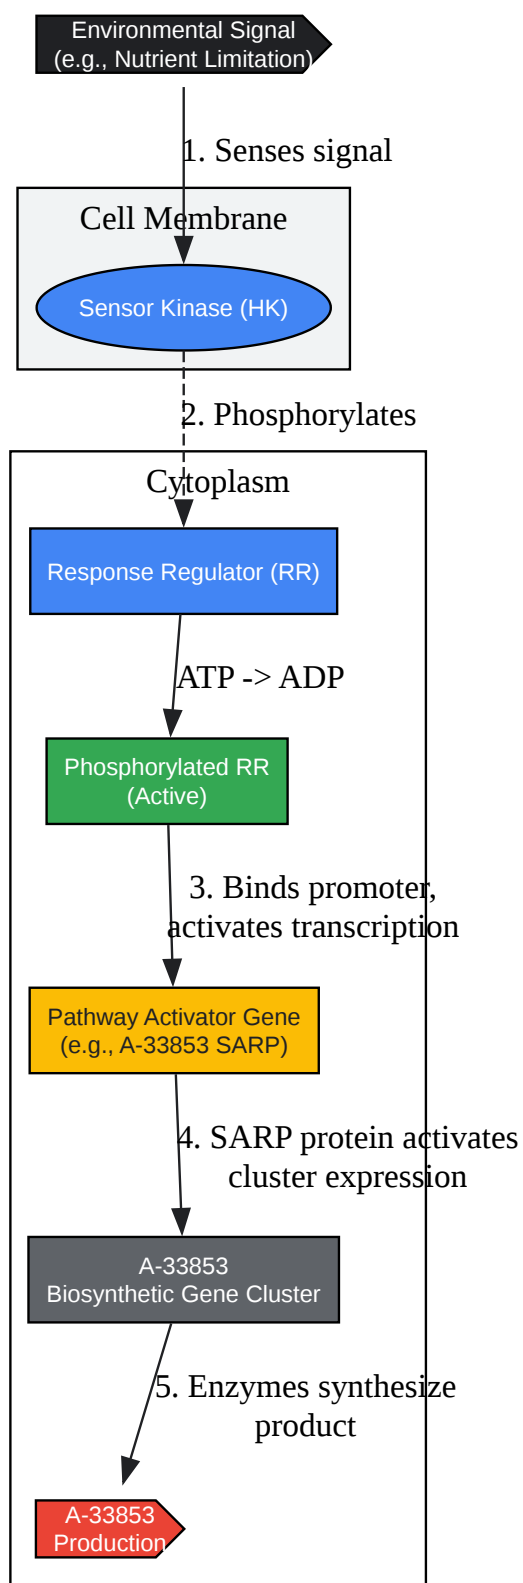 Environmental Signal
(e.g., Nutrient Limitation)
1. Senses signal
Cell Membrane
Sensor Kinase (HK)
2. Phosphorylates
Cytoplasm
Response Regulator (RR)
ATP -> ADP
Phosphorylated RR
(Active)
3. Binds promoter,
activates transcription
Pathway Activator Gene
(e.g., A-33853 SARP)
4. SARP protein activates
cluster expression
A-33853
Biosynthetic Gene Cluster
5. Enzymes synthesize
product
A-33853
Production